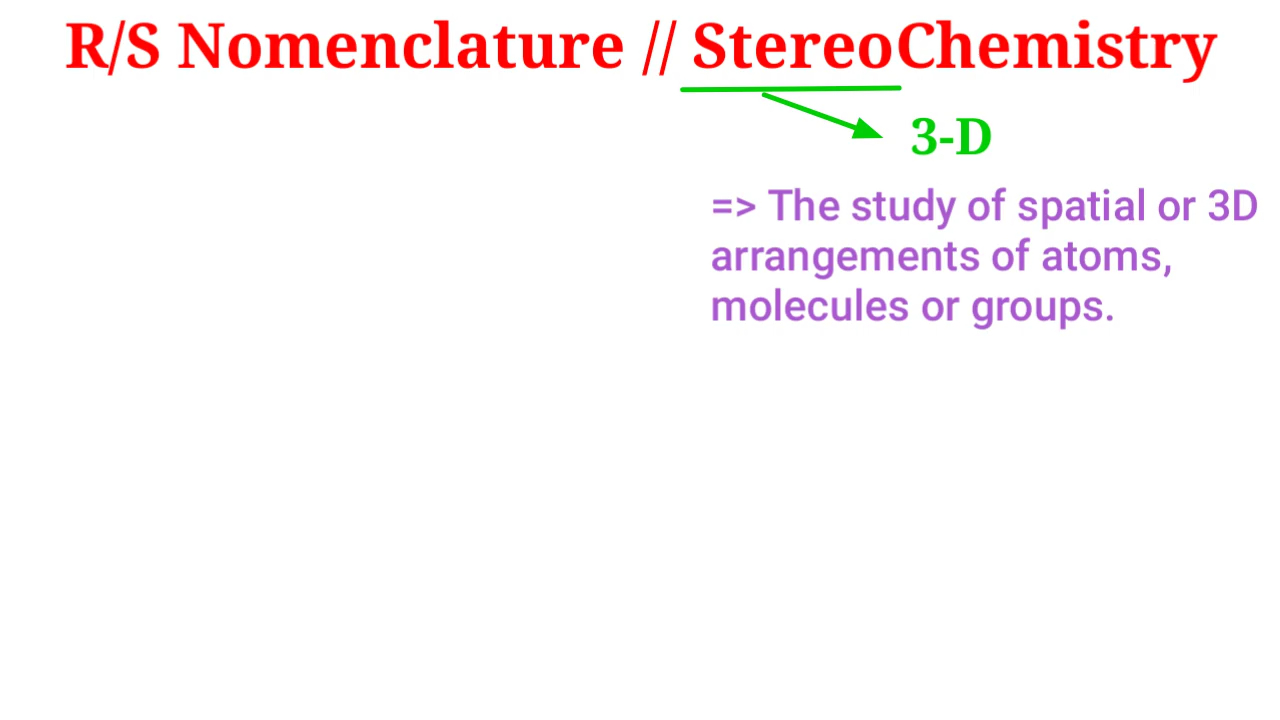 R/S Nomenclature // StereoChemistry
3-D
=> The study of spatial or 3D
arrangements of atoms,
molecules or groups.